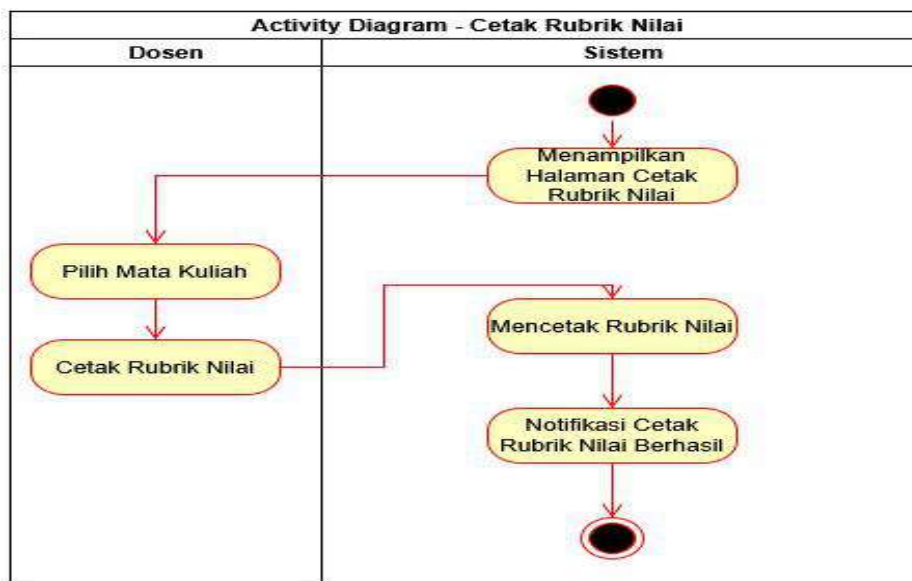 Activity Diagram - Cetak Rubrik Nilai
Dosen
Sistem
Menampilkan
Halaman Cetak
Rubrik Nilai
Pilih Mata Kuliah
Cetak Rubrik Nilai
Mencetak Rubrik Nilai
Notifikasi Cetak
Rubrik Nilai Berhasil